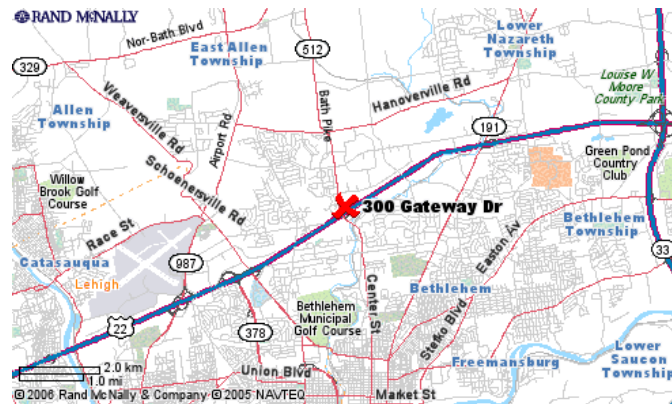 RAND MCNALLY
Nor-Bath Blvd
329
East Allen
Township
512
Lower
Nazareth
Township
Allen
Township
Weaversville Rd
Airport Rd
Bath Pike
Hanoverville Rd
Louise W
Moore
County Park
191
Schoenersville Rd
Green Pond
Country
Club
Willow
Brook Golf
Course
300 Gateway Dr
Race St
Bethlehem
Township
Catasauqua
Lehigh
987
Easton Av
33
Center St
Bethlehem
22
378
Bethlehem
Municipal
Golf Course
Stefko Blvd
Freemansburg
Lower
Saucon
Township
2.0 km
1.0 mi
Union Blvd
Market St
© 2006 Rand McNally & Company © 2005 NAVTEQ